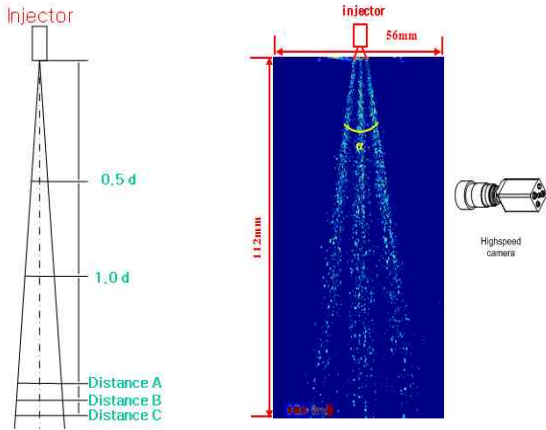 Injector
0,5 d
1,0 d
Distance A
Distance B
Distance C
injector
56mm
112mm
α
Highspeed
camera